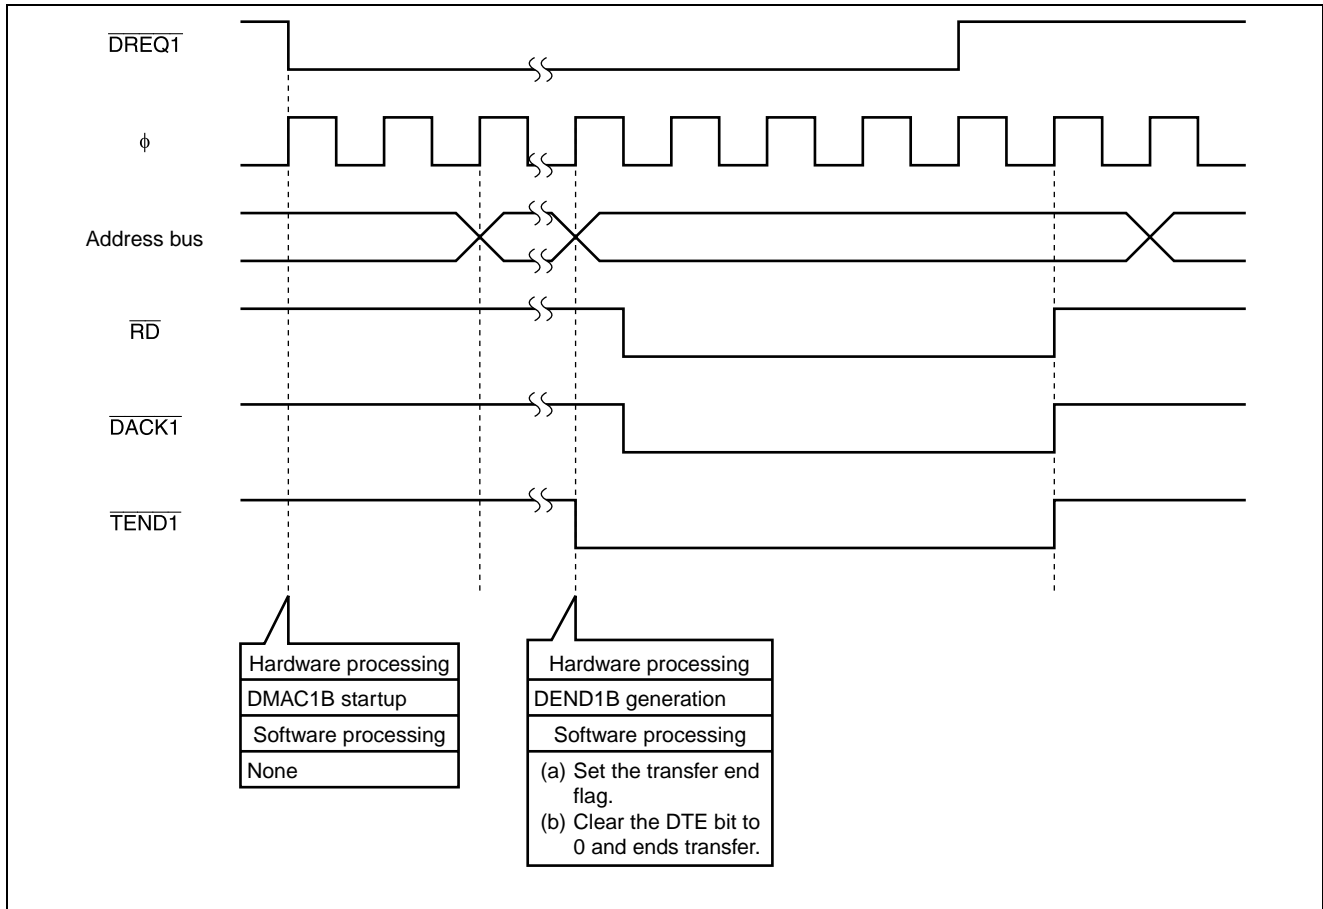 DREQ1
ϕ
Address bus
RD
DACK1
TEND1
Hardware processing
DMAC1B startup
Software processing
None
Hardware processing
DEND1B generation
Software processing
(a) Set the transfer end
flag.
(b) Clear the DTE bit to
0 and ends transfer.